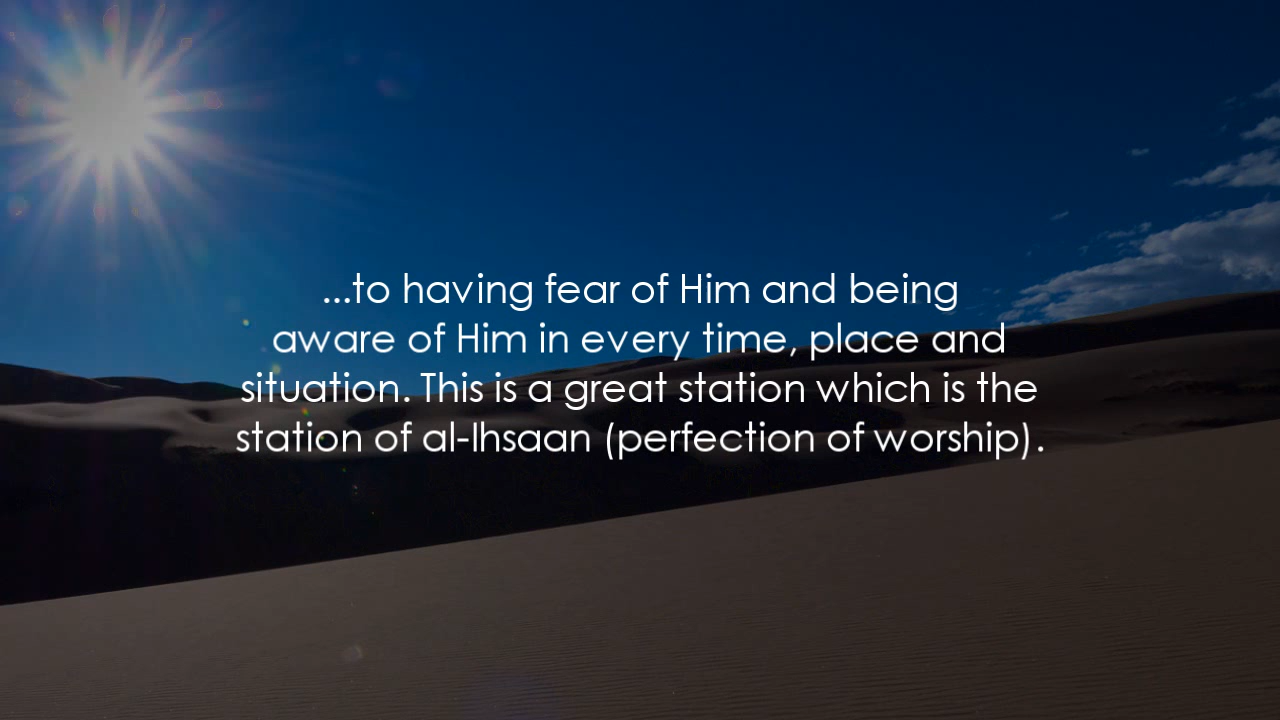 ...to having fear of Him and being
aware of Him in every time, place and
situation. This is a great station which is the
station of al-Ihsaan (perfection of worship).